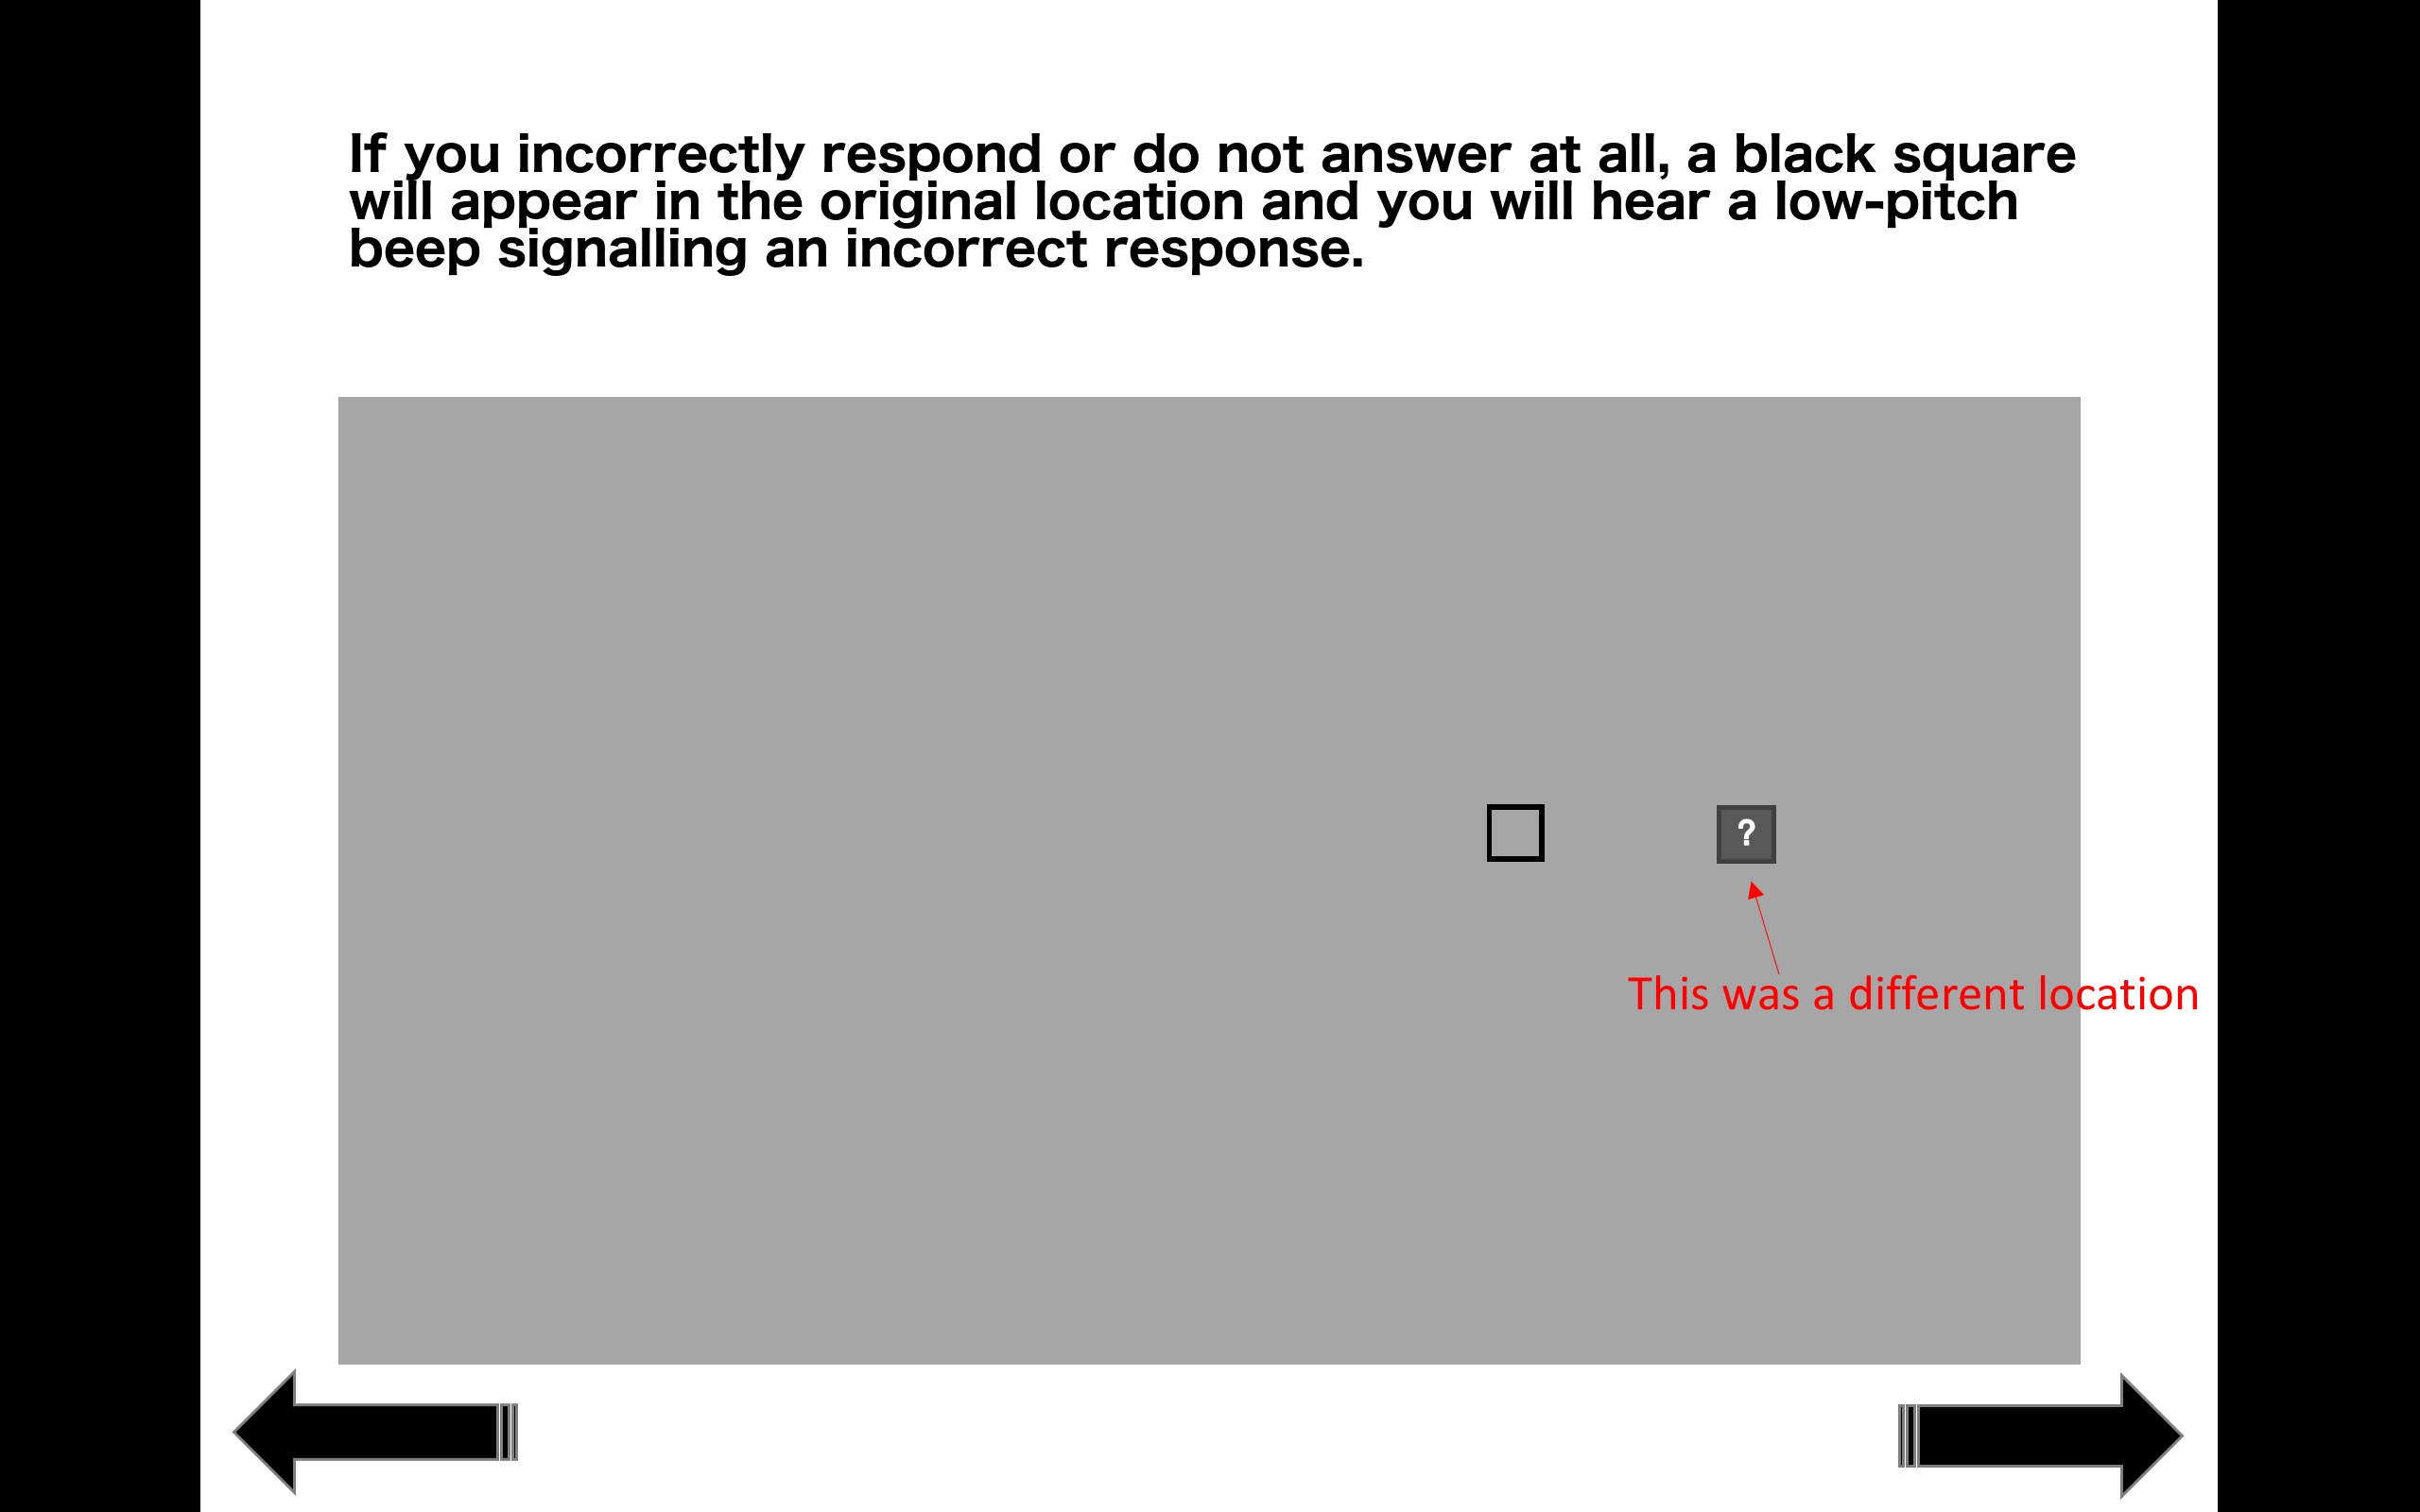 If you incorrectly respond or do not answer at all, a black square
will appear in the original location and you will hear a low-pitch
beep signalling an incorrect response.
?
This was a different location